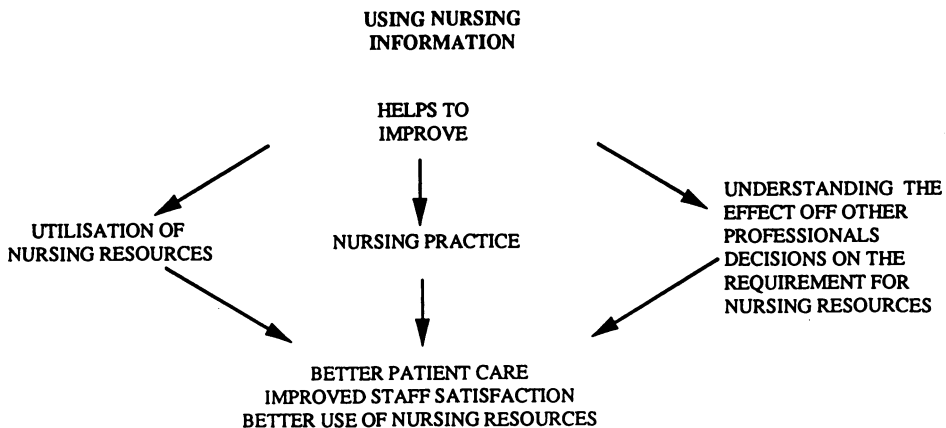 USING NURSING
INFORMATION
HELPS TO
IMPROVE
UTILISATION OF
NURSING RESOURCES
NURSING PRACTICE
UNDERSTANDING THE
EFFECT OFF OTHER
PROFESSIONALS
DECISIONS ON THE
REQUIREMENT FOR
NURSING RESOURCES
BETTER PATIENT CARE
IMPROVED STAFF SATISFACTION
BETTER USE OF NURSING RESOURCES